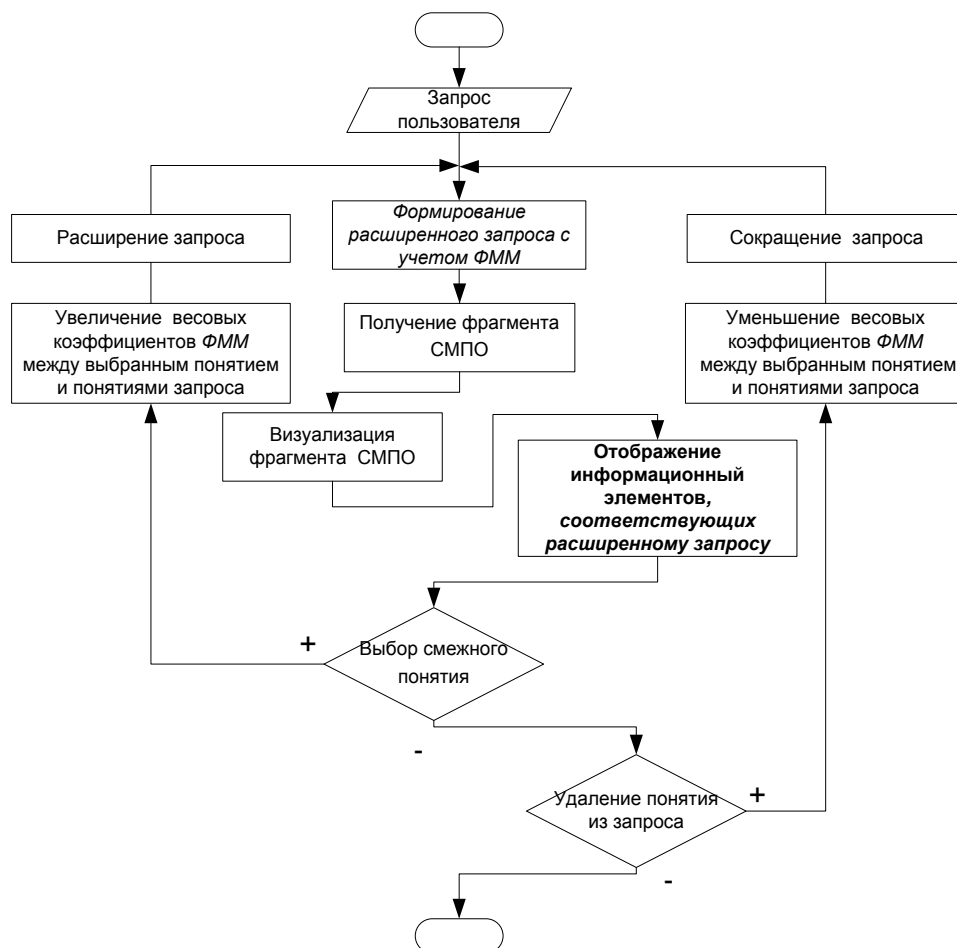 Запрос
пользователя
Формирование
расширенного запроса с
учетом ФММ
Расширение запроса
Сокращение запроса
Увеличение весовых
коэффициентов ФММ
между выбранным понятием
и понятиями запроса
Получение фрагмента
СМПО
Уменьшение весовых
коэффициентов ФММ
между выбранным понятием
и понятиями запроса
Визуализация
фрагмента СМПО
Отображение
информационный
элементов,
соответствующих
расширенному запросу
+
Выбор смежного
понятия
-
Удаление понятия
из запроса
+
-